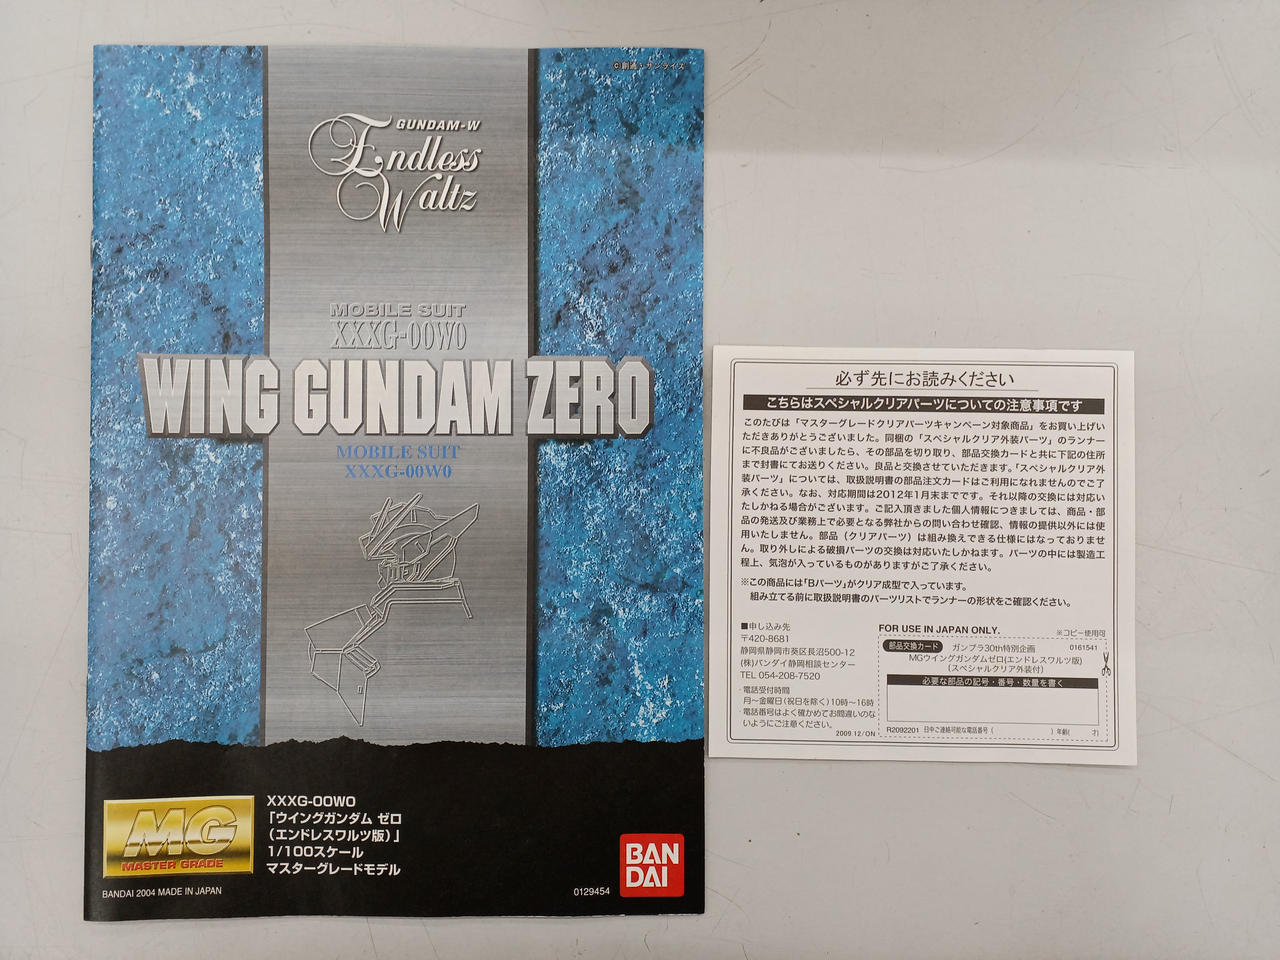 ©創通・サンライズ
GUNDAM-W
Endless
Waltz
MOBILE SUIT
XXXG-00W0
WING GUNDAM ZERO
MOBILE SUIT
XXXG-00W0
MG
MASTER GRADE
XXXG-00W0
「ウイングガンダム ゼロ
(エンドレスワルツ版)」
1/100スケール
マスターグレードモデル
BANDAI 2004 MADE IN JAPAN
0129454
BAN
DAI
必ず先にお読みください
こちらはスペシャルクリアパーツについての注意事項です
このたびは「マスターグレードクリアパーツキャンペーン対象商品」をお買い上げい
ただきありがとうございました。同梱の「スペシャルクリア外装パーツ」のランナー
に不良品がございましたら、その部品を切り取り、部品交換カードと共に下記の住所
まで封書にてお送りください。良品と交換させていただきます。「スペシャルクリア外
装パーツ」については、取扱説明書の部品注文カードはご利用になれませんのでご了
承ください。なお、対応期間は2012年1月末までです。それ以降の交換には対応い
たしかねる場合がございます。ご記入頂きました個人情報につきましては、商品・部
品の発送及び業務上で必要となる弊社からの問い合わせ確認、情報の提供以外には使
用いたしません。部品(クリアパーツ)は組み換えできる仕様にはなっておりませ
ん。取り外しによる破損パーツの交換は対応いたしかねます。パーツの中には製造工
程上、気泡が入っているものがありますがご了承ください。
※この商品には「Bパーツ」がクリア成型で入っています。
組み立てる前に取扱説明書のパーツリストでランナーの形状をご確認ください。
■申し込み先
〒420-8681
静岡県静岡市葵区長沼500-12
(株)バンダイ静岡相談センター
TEL 054-208-7520
・電話受付時間
月〜金曜日(祝日を除く)10時〜16時
・電話番号はよく確かめてお間違いのな
いようにご注意ください。
2009.12/ON
FOR USE IN JAPAN ONLY.
※コピー使用可
部品交換カード
ガンプラ30th特別企画
0161541
MGウイングガンダムゼロ(エンドレスワルツ版)
(スペシャルクリア外装付)
必要な部品の記号・番号・数量を書く
R2092201 日中ご連絡可能な電話番号( )年齢( 才)